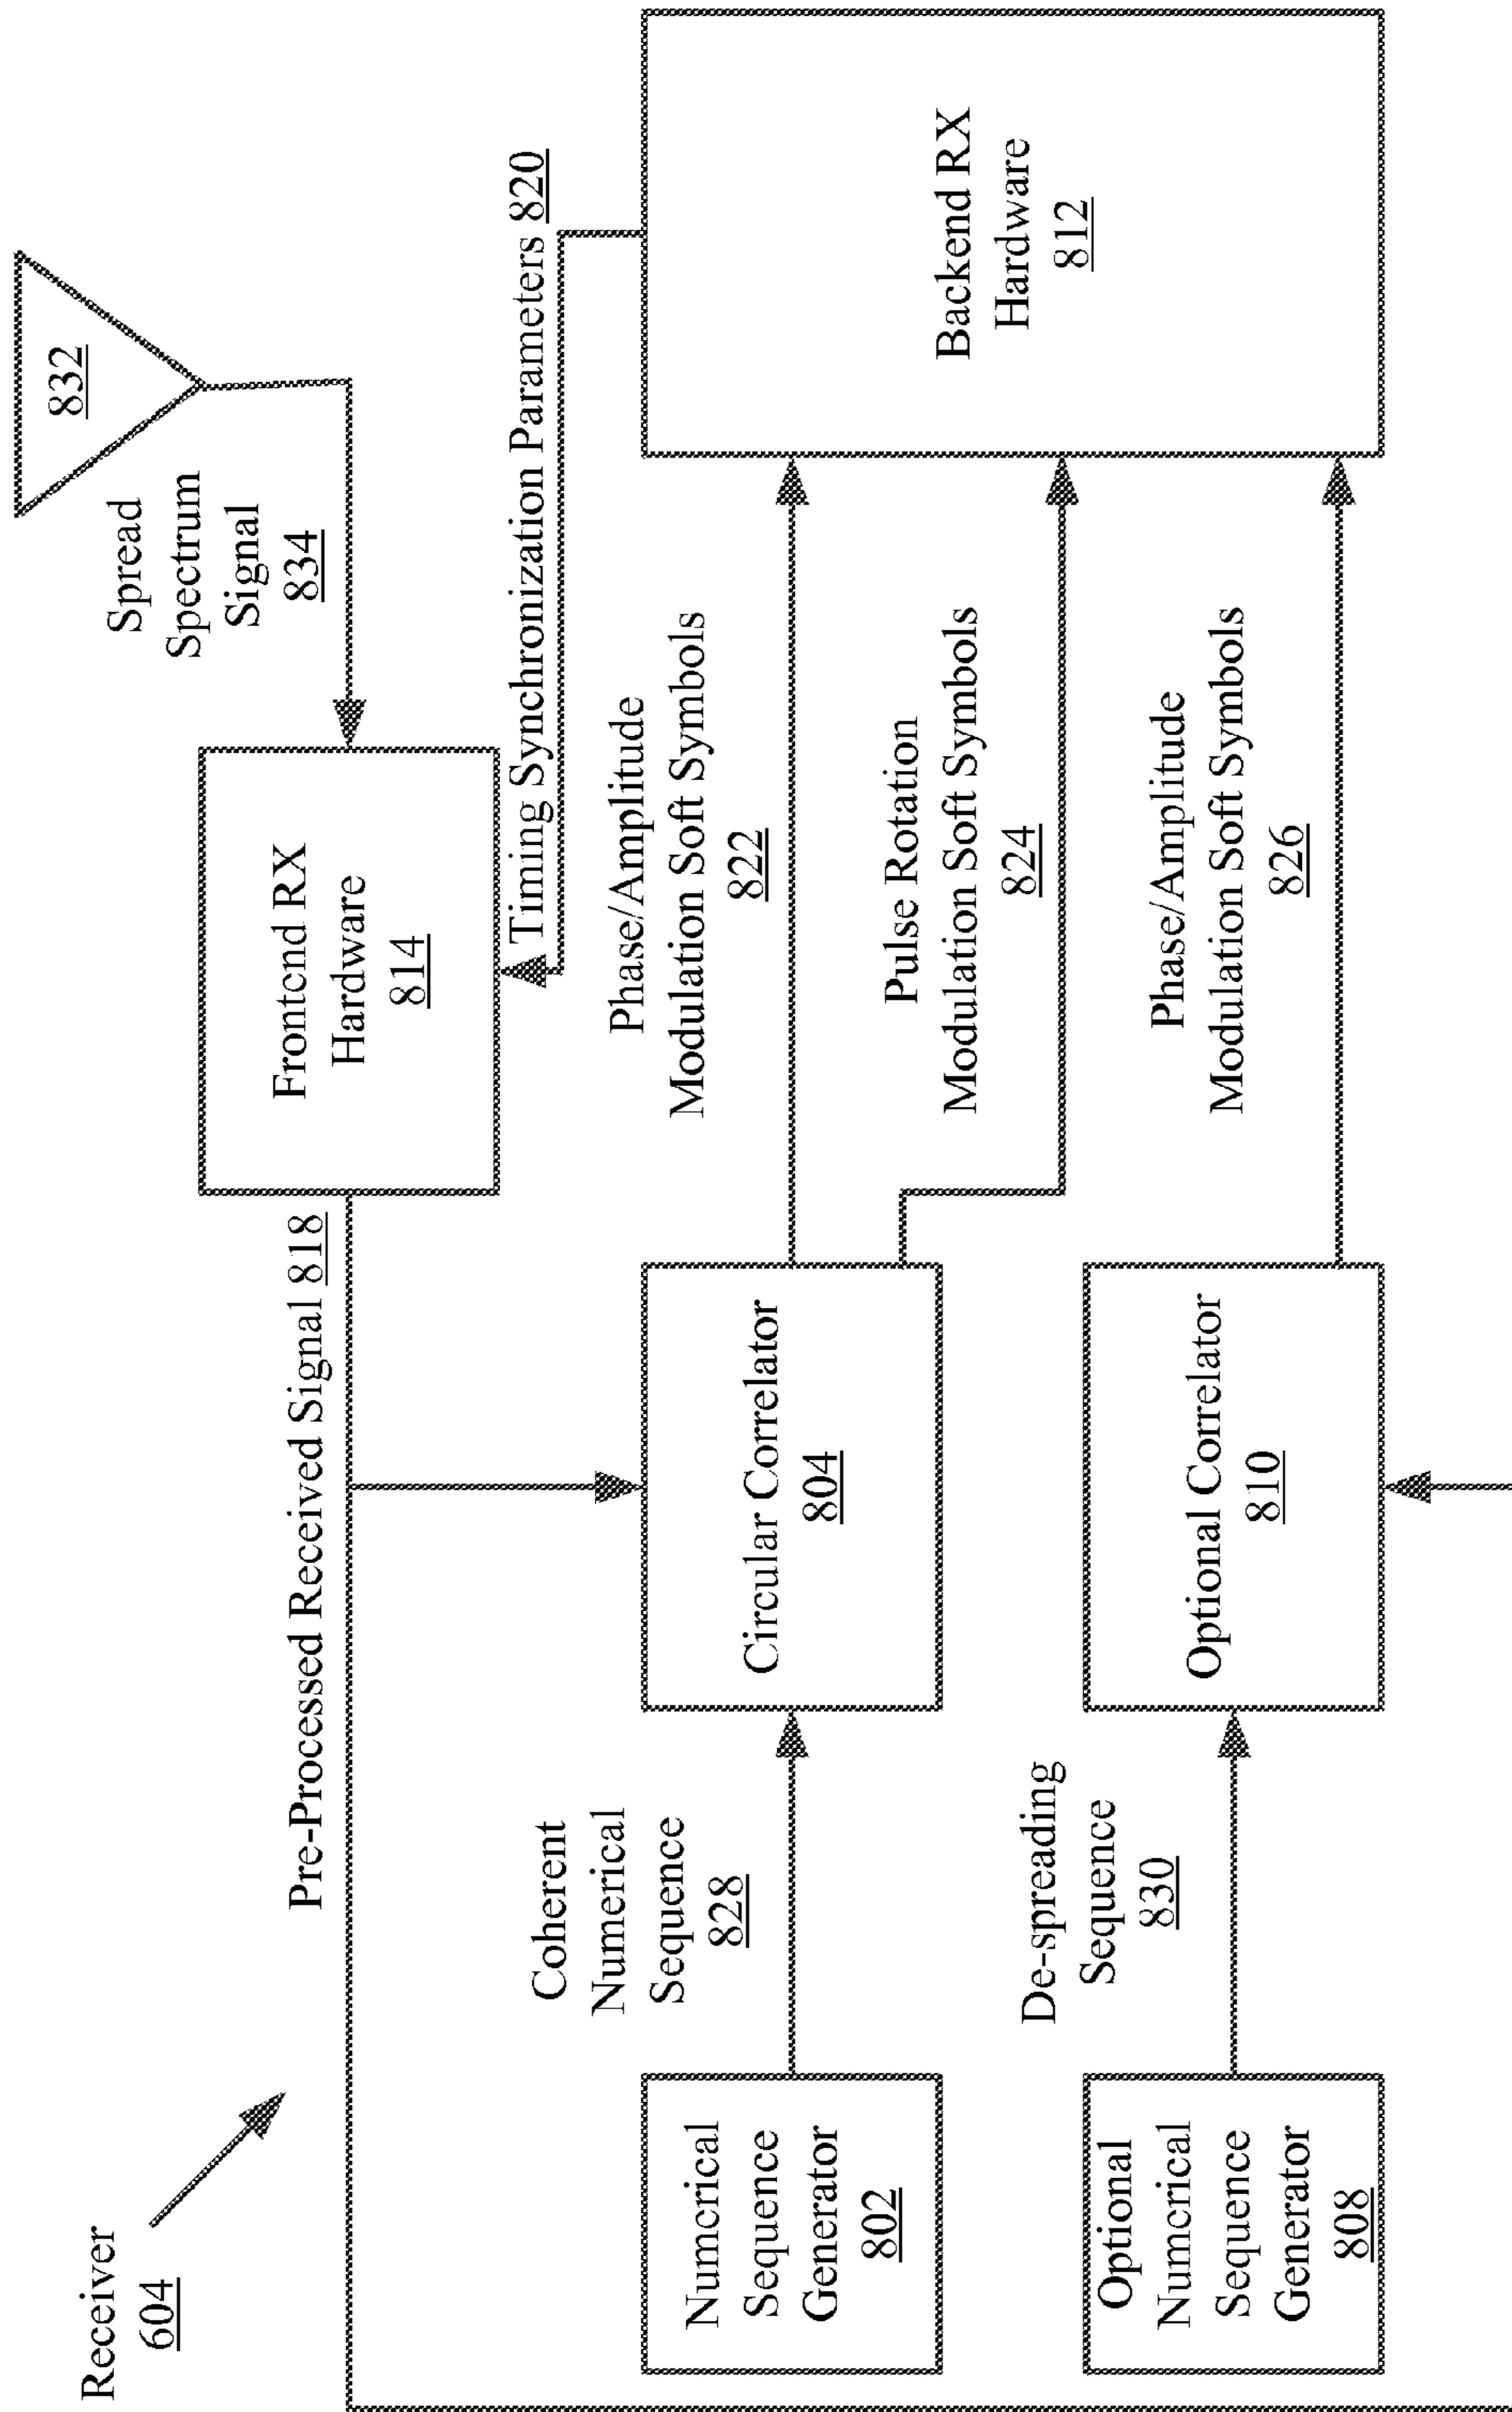 Receiver
604
832
Spread
Spectrum
Signal
834
Frontend RX
Hardware
814
Pre-Processed Received Signal 818
Timing Synchronization Parameters 820
Coherent
Numerical
Sequence
828
Numerical
Sequence
Generator
802
Circular Correlator
804
Phase/Amplitude
Modulation Soft Symbols
822
Pulse Rotation
Modulation Soft Symbols
824
Backend RX
Hardware
812
De-spreading
Sequence
830
Optional
Numerical
Sequence
Generator
808
Optional Correlator
810
Phase/Amplitude
Modulation Soft Symbols
826